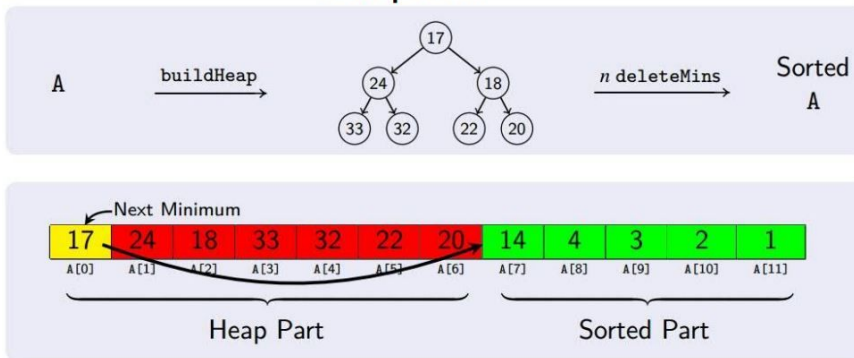 17
A buildHeap 24 18 n deleteMins Sorted A
33 32 22 20
Next Minimum
17 24 18 33 32 22 20 14 4 3 2 1
A[0] A[1] A[2] A[3] A[4] A[5] A[6] A[7] A[8] A[9] A[10] A[11]
Heap Part Sorted Part